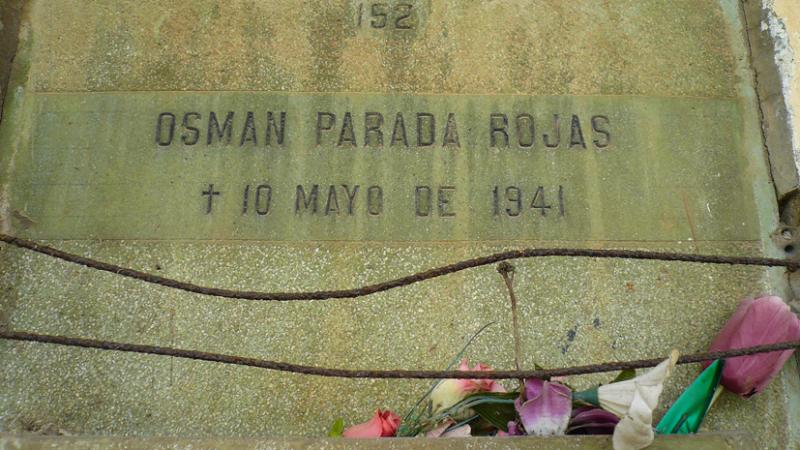 152
OSMAN PARADA ROJAS
† 10 MAYO DE 1941